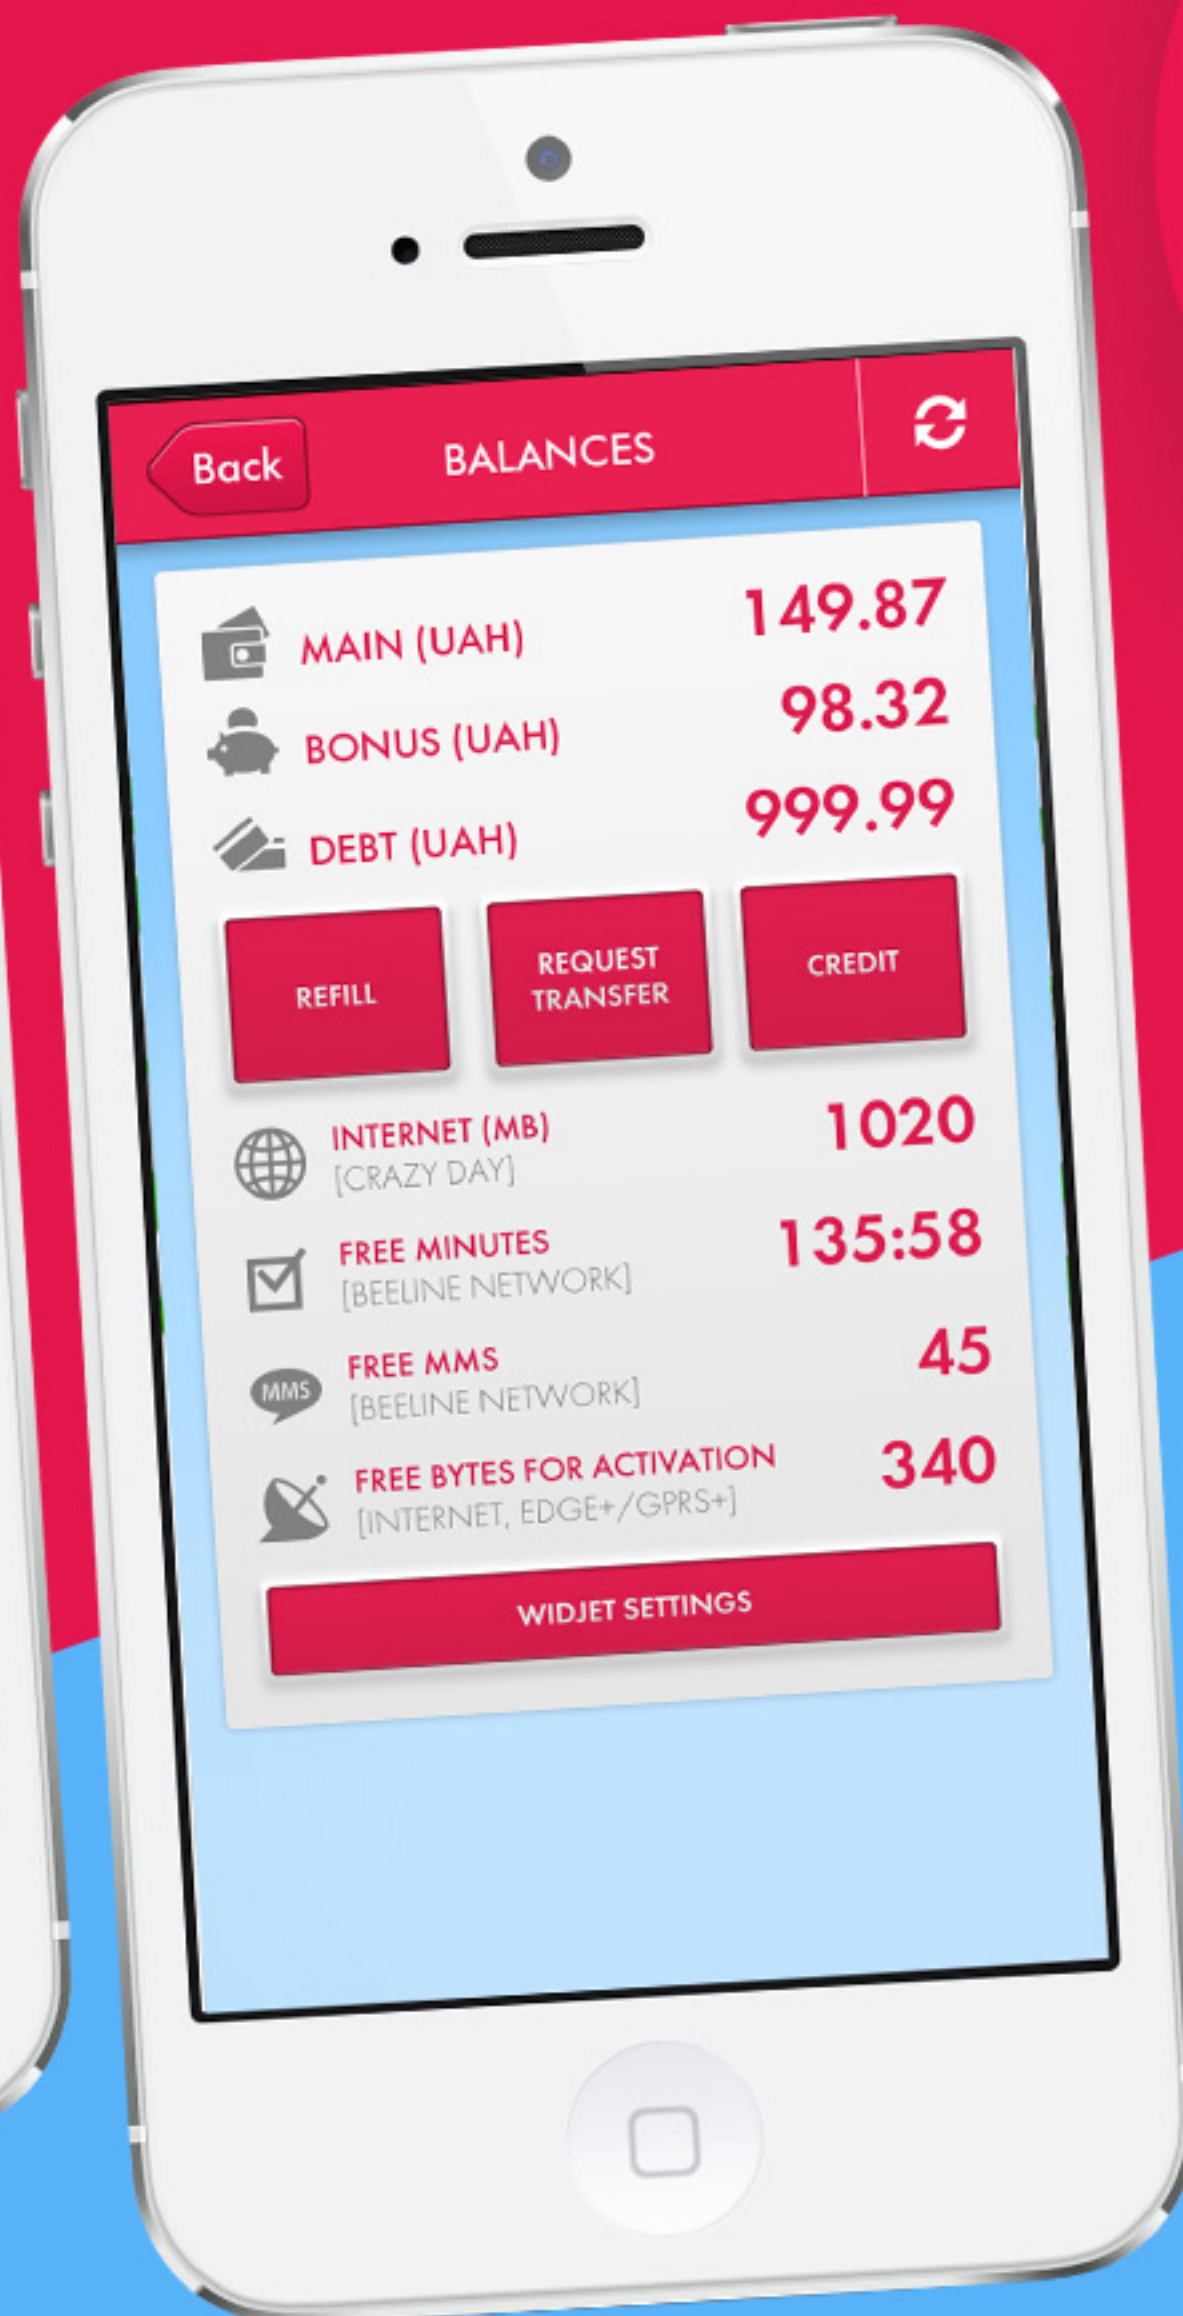 Back
BALANCES
MAIN (UAH) 149.87
BONUS (UAH) 98.32
DEBT (UAH) 999.99
REFILL
REQUEST
TRANSFER
CREDIT
INTERNET (MB) 1020
[CRAZY DAY]
FREE MINUTES 135:58
[BEELINE NETWORK]
MMS
FREE MMS 45
[BEELINE NETWORK]
FREE BYTES FOR ACTIVATION 340
[INTERNET, EDGE+/GPRS+]
WIDJET SETTINGS